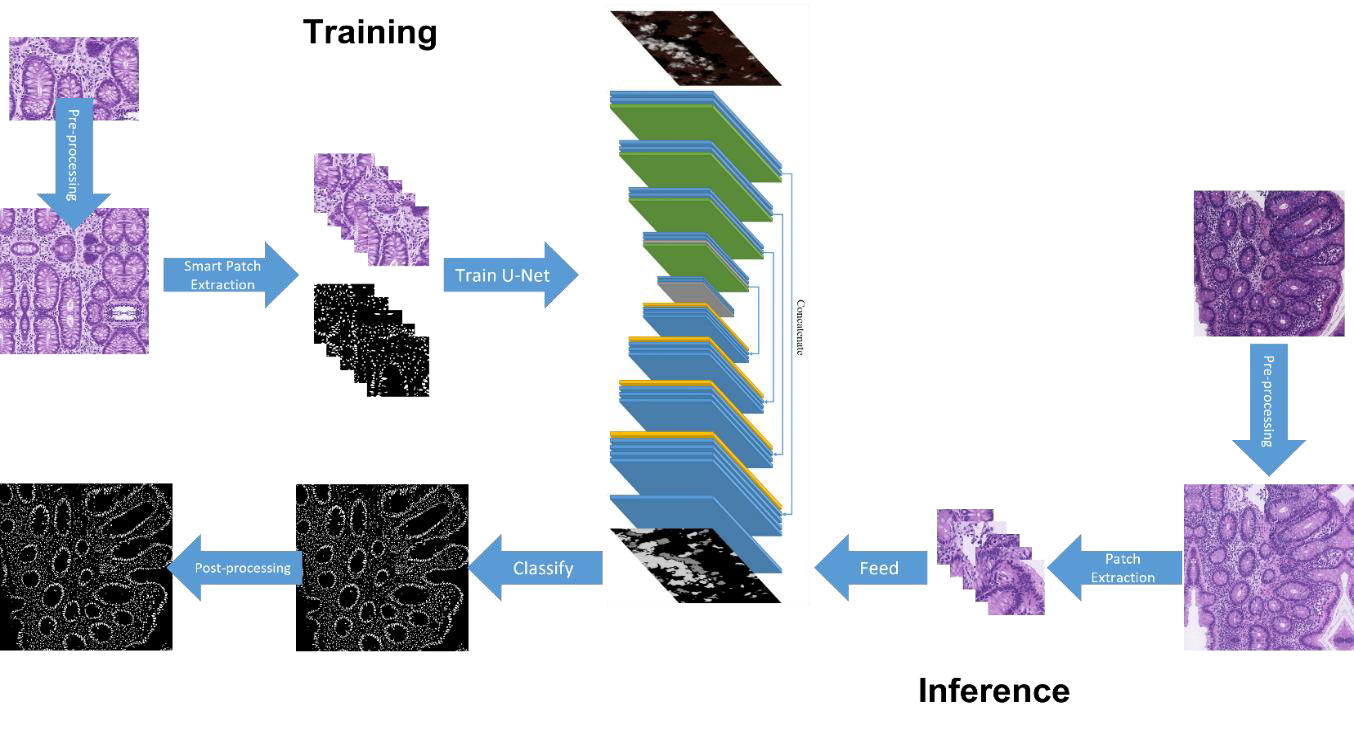 Training
Pre-processing
Smart Patch
Extraction
Train U-Net
Concatenate
Pre-processing
Patch
Extraction
Feed
Classify
Post-processing
Inference